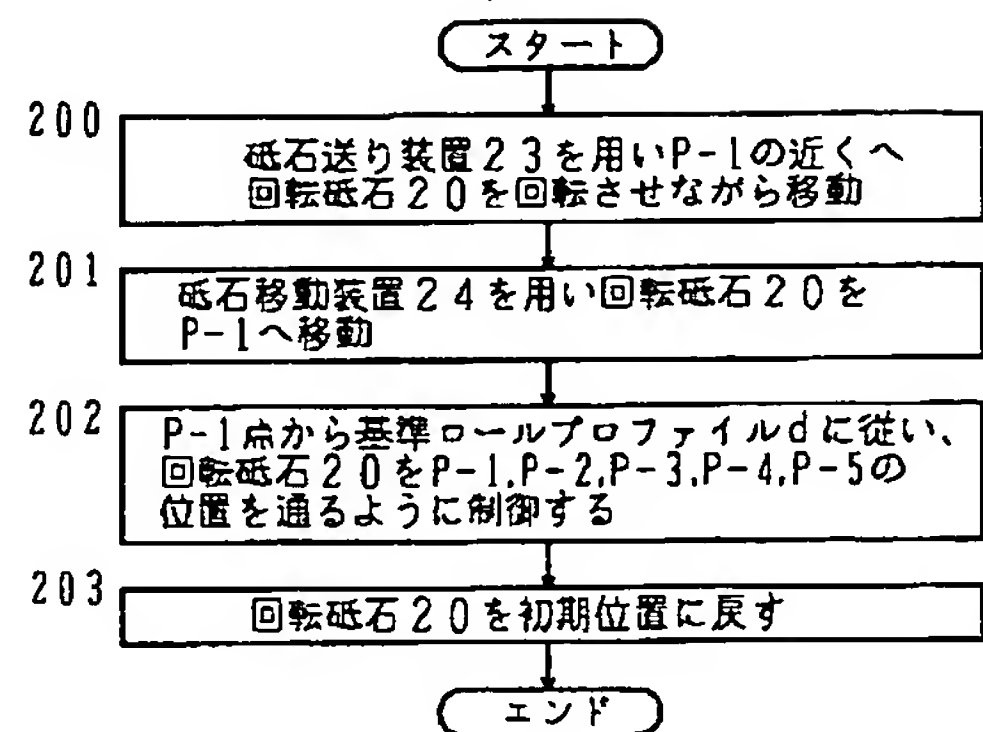 スタート
200
砥石送り装置23を用いP-1の近くへ
回転砥石20を回転させながら移動
201
砥石移動装置24を用い回転砥石20を
P-1へ移動
202
P-1点から基準ロールプロファイルdに従い、
回転砥石20をP-1,P-2,P-3,P-4,P-5の
位置を通るように制御する
203
回転砥石20を初期位置に戻す
エンド